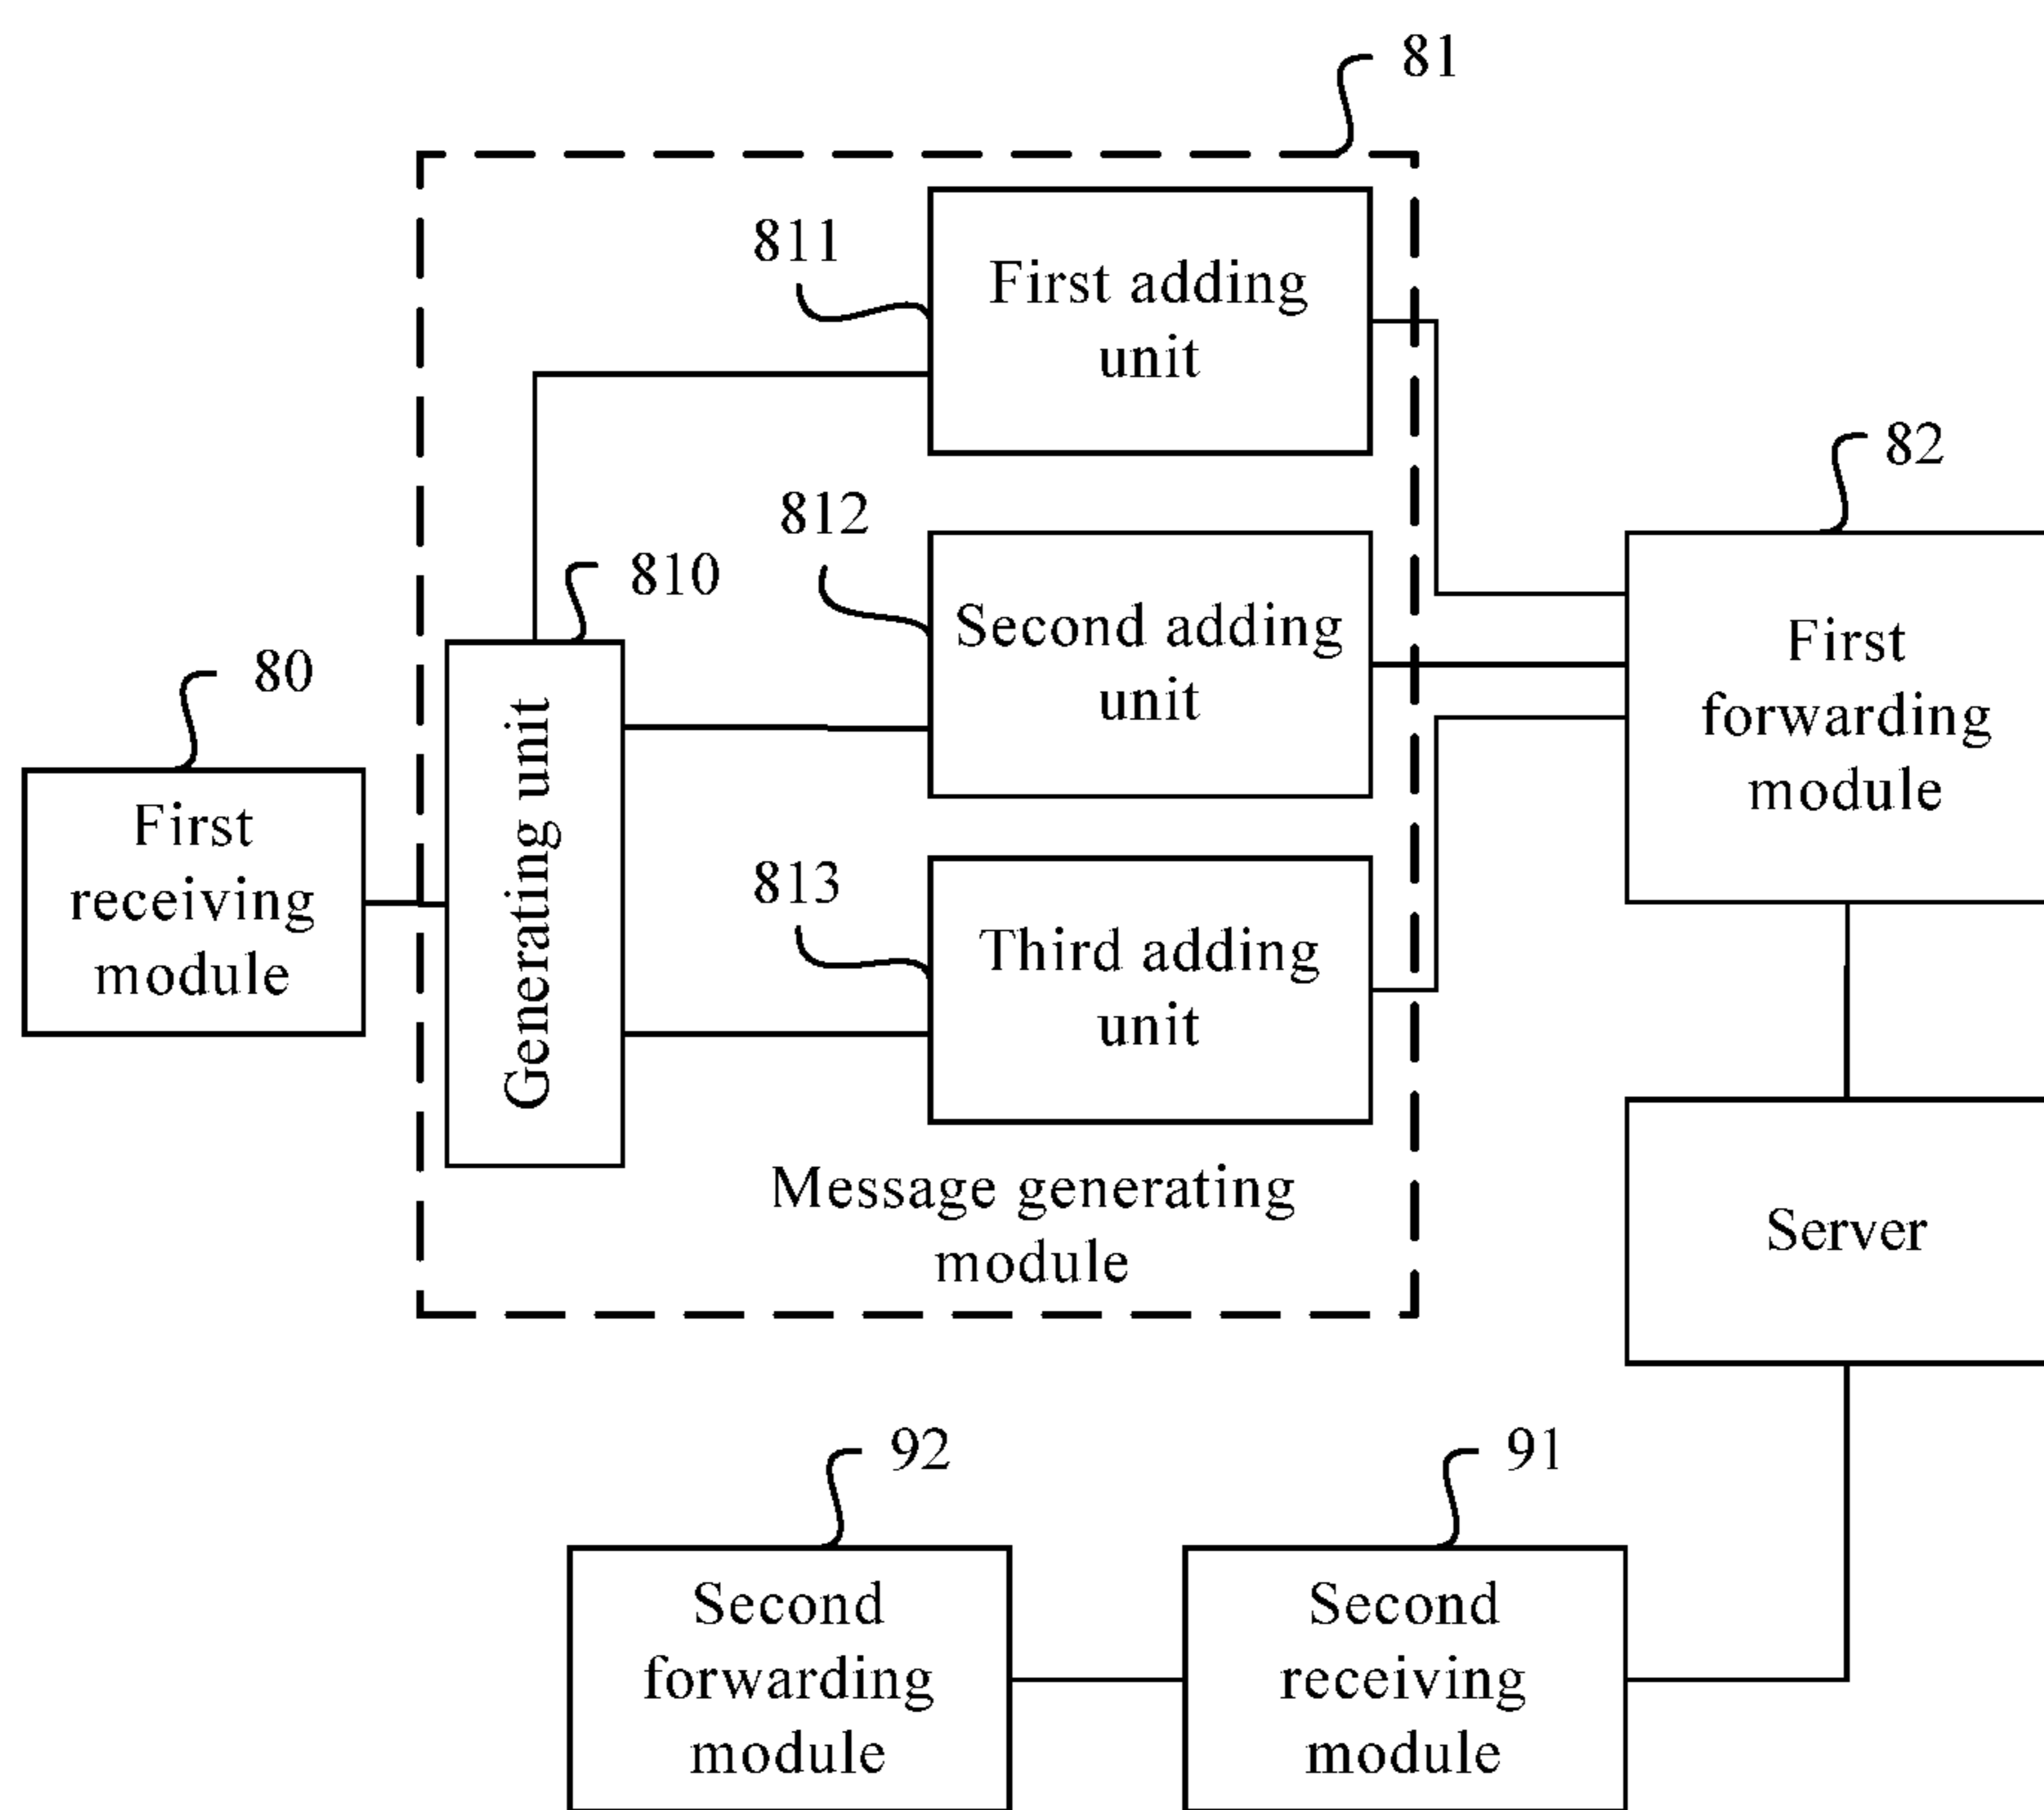 81
811
First adding
unit
82
812
810
Second adding
unit
First
forwarding
module
80
First
receiving
module
Generating unit
813
Third adding
unit
Message generating
module
Server
92
91
Second
forwarding
module
Second
receiving
module